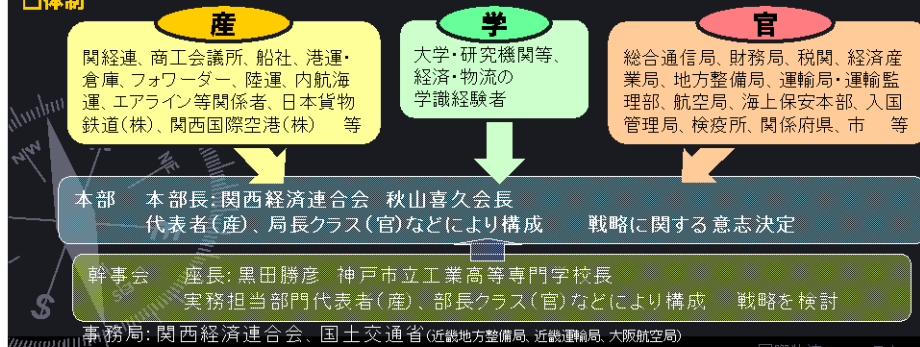 体制
産
関経連、商工会議所、船社、港運・
倉庫、フォワーダー、陸運、内航海
運、エアライン等関係者、日本貨物
鉄道(株)、関西国際空港(株) 等
学
大学・研究機関等、
経済・物流の
学識経験者
官
総合通信局、財務局、税関、経済産
業局、地方整備局、運輸局・運輸監
理部、航空局、海上保安本部、入国
管理局、検疫所、関係府県、市 等
NW
NE
S
本部 本部長:関西経済連合会 秋山喜久会長
代表者(産)、局長クラス(官)などにより構成 戦略に関する意志決定
幹事会 座長:黒田勝彦 神戸市立工業高等専門学校長
実務担当部門代表者(産)、部長クラス(官)などにより構成 戦略を検討
事務局:関西経済連合会、国土交通省(近畿地方整備局、近畿運輸局、大阪航空局)